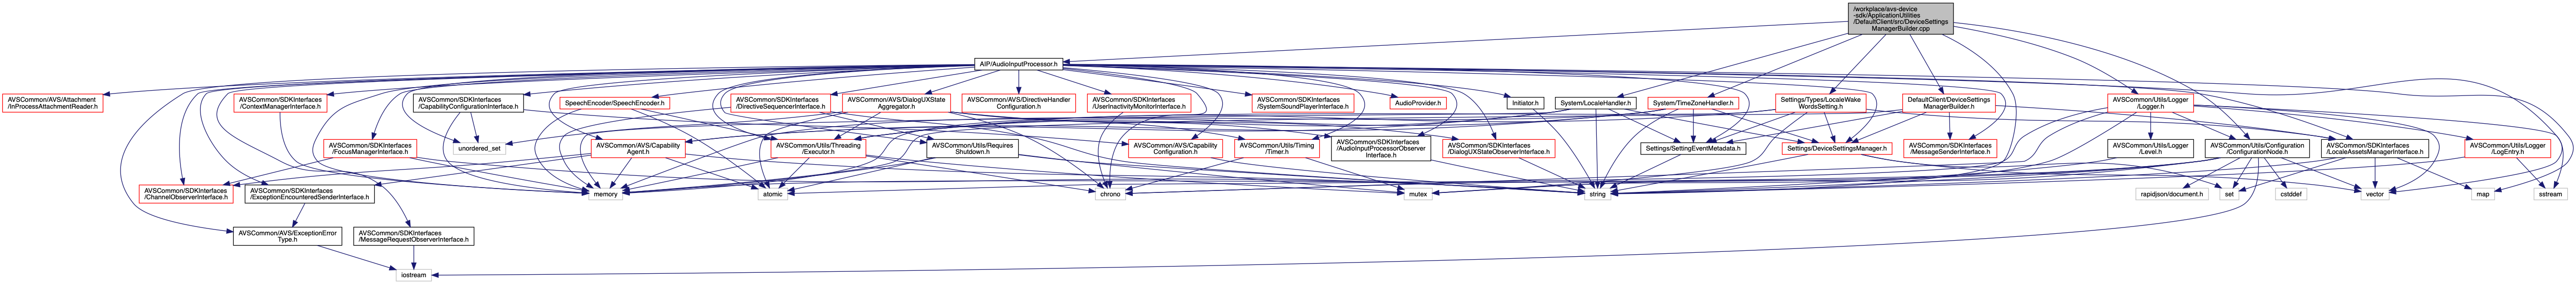 /workplace/avs-device
-sdk/ApplicationUtilities
/DefaultClient/src/DeviceSettings
ManagerBuilder.cpp
AIP/AudioInputProcessor.h
AVSCommon/AVS/Attachment
/InProcessAttachmentReader.h
AVSCommon/SDKInterfaces
/ContextManagerInterface.h
AVSCommon/SDKInterfaces
/CapabilityConfigurationInterface.h
SpeechEncoder/SpeechEncoder.h
AVSCommon/SDKInterfaces
/DirectiveSequencerInterface.h
AVSCommon/AVS/DialogUXState
Aggregator.h
AVSCommon/AVS/DirectiveHandler
Configuration.h
AVSCommon/SDKInterfaces
/UserInactivityMonitorInterface.h
AVSCommon/SDKInterfaces
/SystemSoundPlayerInterface.h
AudioProvider.h
Initiator.h
System/LocaleHandler.h
System/TimeZoneHandler.h
Settings/Types/LocaleWake
WordsSetting.h
DefaultClient/DeviceSettings
ManagerBuilder.h
AVSCommon/Utils/Logger
/Logger.h
AVSCommon/SDKInterfaces
/FocusManagerInterface.h
unordered_set
AVSCommon/AVS/Capability
Agent.h
AVSCommon/Utils/Threading
/Executor.h
AVSCommon/Utils/Requires
Shutdown.h
AVSCommon/AVS/Capability
Configuration.h
AVSCommon/Utils/Timing
/Timer.h
AVSCommon/SDKInterfaces
/AudioInputProcessorObserver
Interface.h
AVSCommon/SDKInterfaces
/DialogUXStateObserverInterface.h
Settings/SettingEventMetadata.h
Settings/DeviceSettingsManager.h
AVSCommon/SDKInterfaces
/MessageSenderInterface.h
AVSCommon/Utils/Logger
/Level.h
AVSCommon/Utils/Configuration
/ConfigurationNode.h
AVSCommon/SDKInterfaces
/LocaleAssetsManagerInterface.h
AVSCommon/Utils/Logger
/LogEntry.h
AVSCommon/SDKInterfaces
/ChannelObserverInterface.h
AVSCommon/SDKInterfaces
/ExceptionEncounteredSenderInterface.h
memory
atomic
chrono
mutex
string
rapidjson/document.h
set
cstddef
vector
map
sstream
AVSCommon/AVS/ExceptionError
Type.h
AVSCommon/SDKInterfaces
/MessageRequestObserverInterface.h
iostream